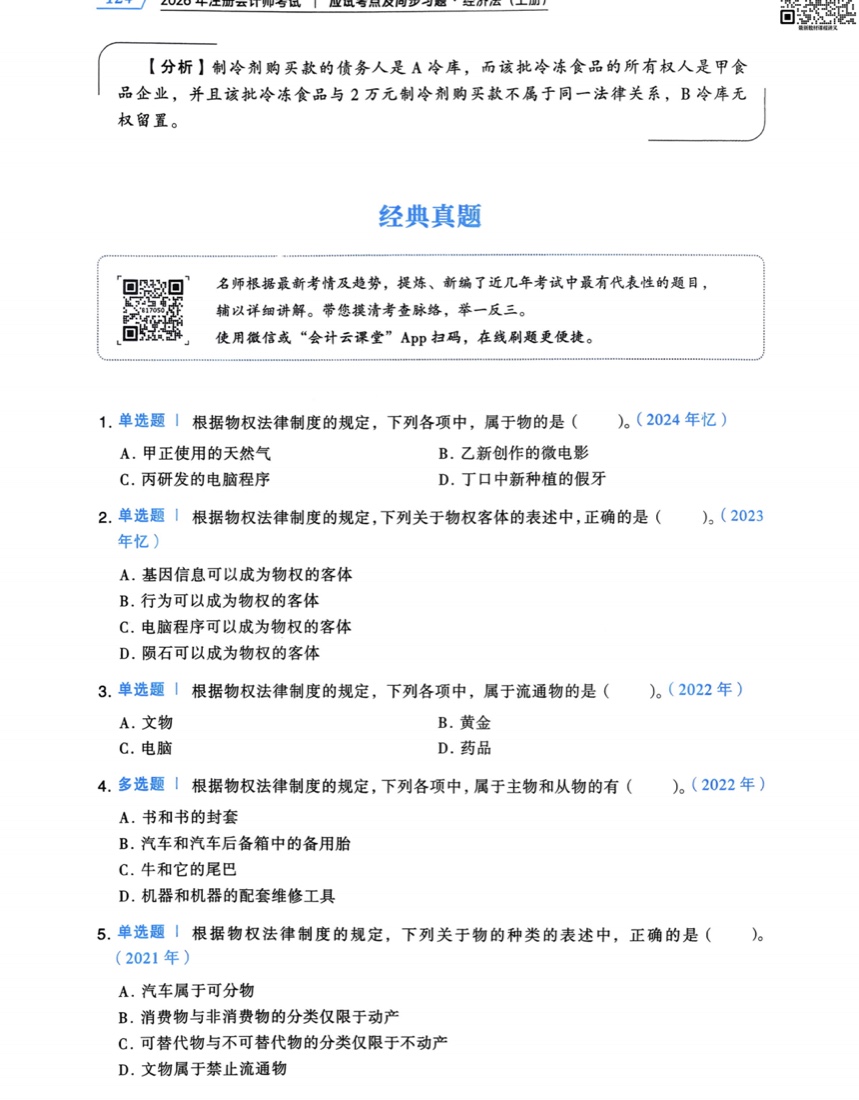 124 2026 年注册会计师考试 | 应试考点及同步习题·经济法（上册）
【分析】制冷剂购买款的债务人是 A 冷库，而该批冷冻食品的所有权人是甲食
品企业，并且该批冷冻食品与 2 万元制冷剂购买款不属于同一法律关系，B 冷库无
权留置。
经典真题
817050
名师根据最新考情及趋势，提炼、新编了近几年考试中最有代表性的题目，
辅以详细讲解。带您摸清考查脉络，举一反三。
使用微信或“会计云课堂”App 扫码，在线刷题更便捷。
1. 单选题 | 根据物权法律制度的规定，下列各项中，属于物的是（　　）。（2024 年忆）
A. 甲正使用的天然气 B. 乙新创作的微电影
C. 丙研发的电脑程序 D. 丁口中新种植的假牙
2. 单选题 | 根据物权法律制度的规定，下列关于物权客体的表述中，正确的是（　　）。（2023
年忆）
A. 基因信息可以成为物权的客体
B. 行为可以成为物权的客体
C. 电脑程序可以成为物权的客体
D. 陨石可以成为物权的客体
3. 单选题 | 根据物权法律制度的规定，下列各项中，属于流通物的是（　　）。（2022 年）
A. 文物 B. 黄金
C. 电脑 D. 药品
4. 多选题 | 根据物权法律制度的规定，下列各项中，属于主物和从物的有（　　）。（2022 年）
A. 书和书的封套
B. 汽车和汽车后备箱中的备用胎
C. 牛和它的尾巴
D. 机器和机器的配套维修工具
5. 单选题 | 根据物权法律制度的规定，下列关于物的种类的表述中，正确的是（　　）。
（2021 年）
A. 汽车属于可分物
B. 消费物与非消费物的分类仅限于动产
C. 可替代物与不可替代物的分类仅限于不动产
D. 文物属于禁止流通物